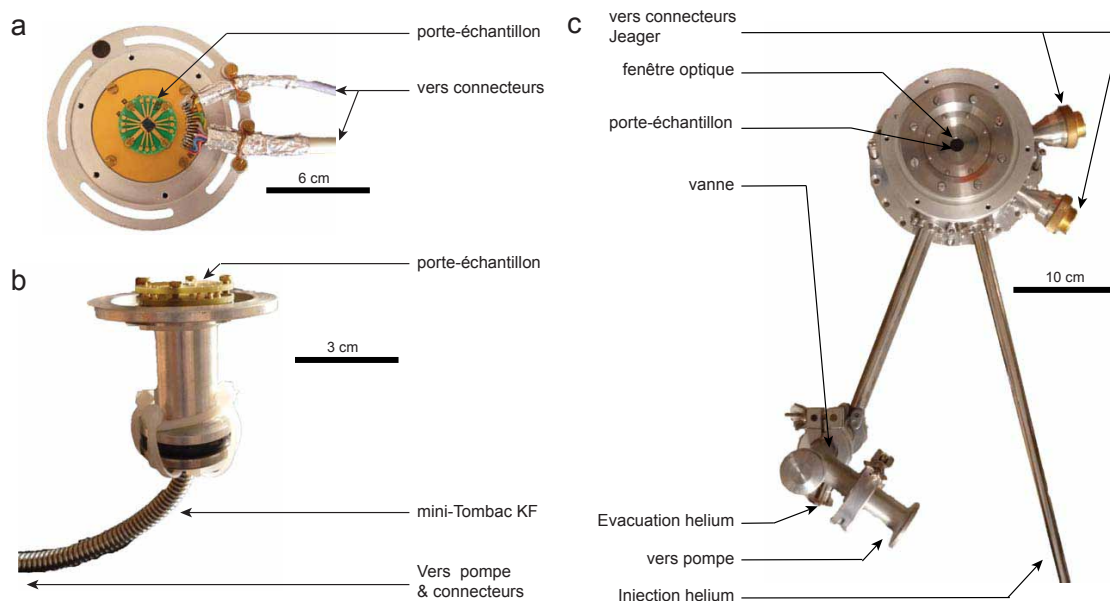 a
porte-échantillon
vers connecteurs
6 cm
b
porte-échantillon
3 cm
mini-Tombac KF
Vers pompe
& connecteurs
c
vers connecteurs
Jeager
fenêtre optique
porte-échantillon
vanne
10 cm
Evacuation helium
vers pompe
Injection helium